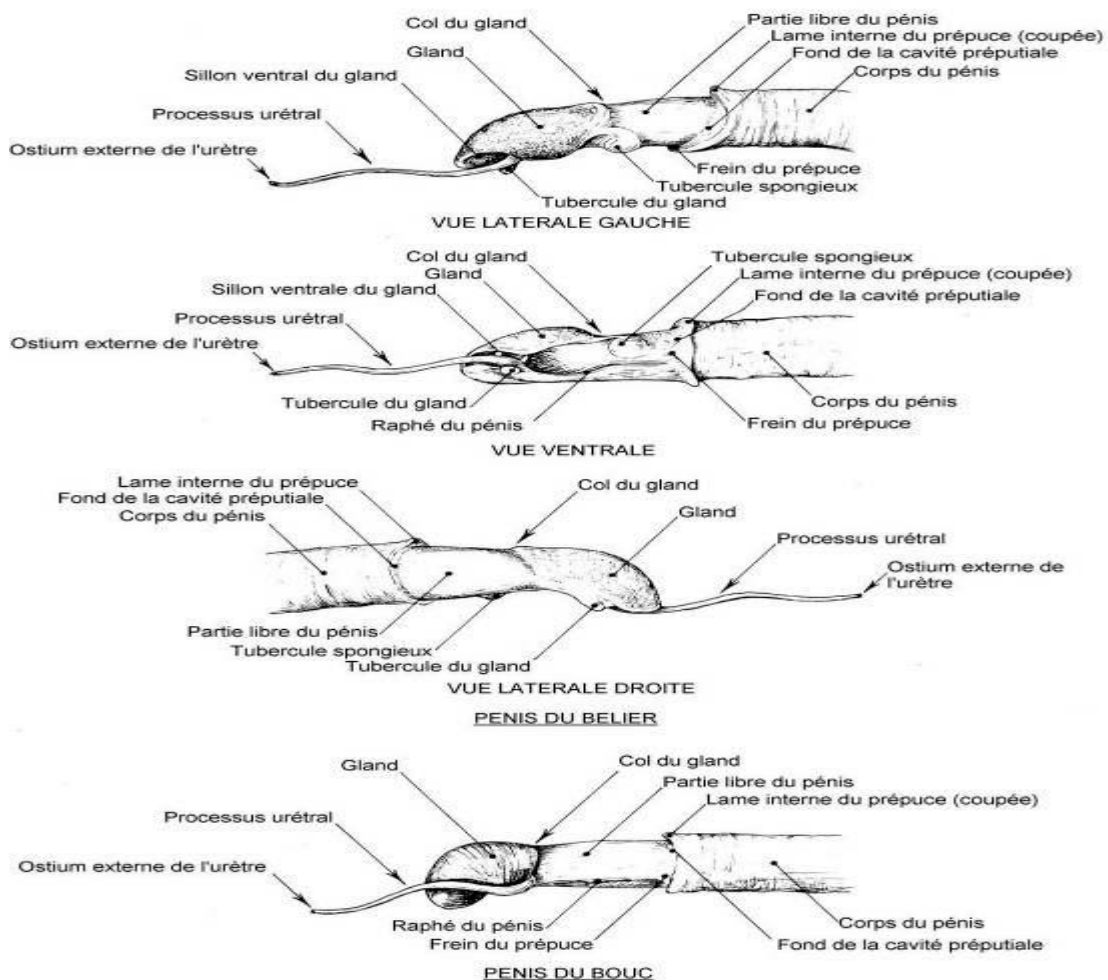 Col du gland
Partie libre du pénis
Lame interne du prépuce (coupée)
Gland
Fond de la cavité préputiale
Sillon ventral du gland
Corps du pénis
Processus urétral
Ostium externe de l'urètre
Frein du prépuce
Tubercule spongieux
Tubercule du gland
VUE LATERALE GAUCHE
Col du gland
Tubercule spongieux
Gland
Lame interne du prépuce (coupée)
Sillon ventrale du gland
Fond de la cavité préputiale
Processus urétral
Ostium externe de l'urètre
Tubercule du gland
Corps du pénis
Raphé du pénis
Frein du prépuce
VUE VENTRALE
Lame interne du prépuce
Col du gland
Fond de la cavité préputiale
Corps du pénis
Gland
Processus urétral
Ostium externe de
l'urètre
Partie libre du pénis
Tubercule spongieux
Tubercule du gland
VUE LATERALE DROITE
PENIS DU BELIER
Gland
Col du gland
Partie libre du pénis
Lame interne du prépuce (coupée)
Processus urétral
Ostium externe de l'urètre
Raphé du pénis
Corps du pénis
Frein du prépuce
Fond de la cavité préputiale
PENIS DU BOUC